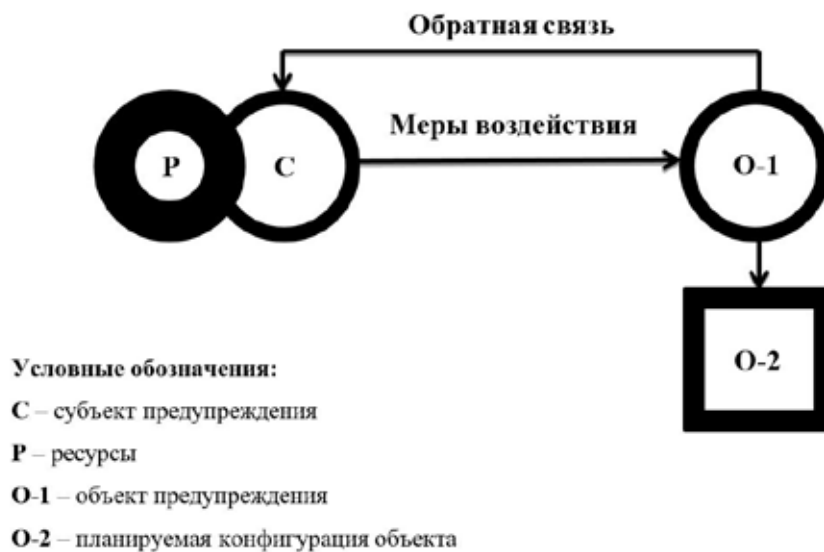 Обратная связь
Меры воздействия
Р
С
О-1
О-2
Условные обозначения:
С – субъект предупреждения
Р – ресурсы
О-1 – объект предупреждения
О-2 – планируемая конфигурация объекта